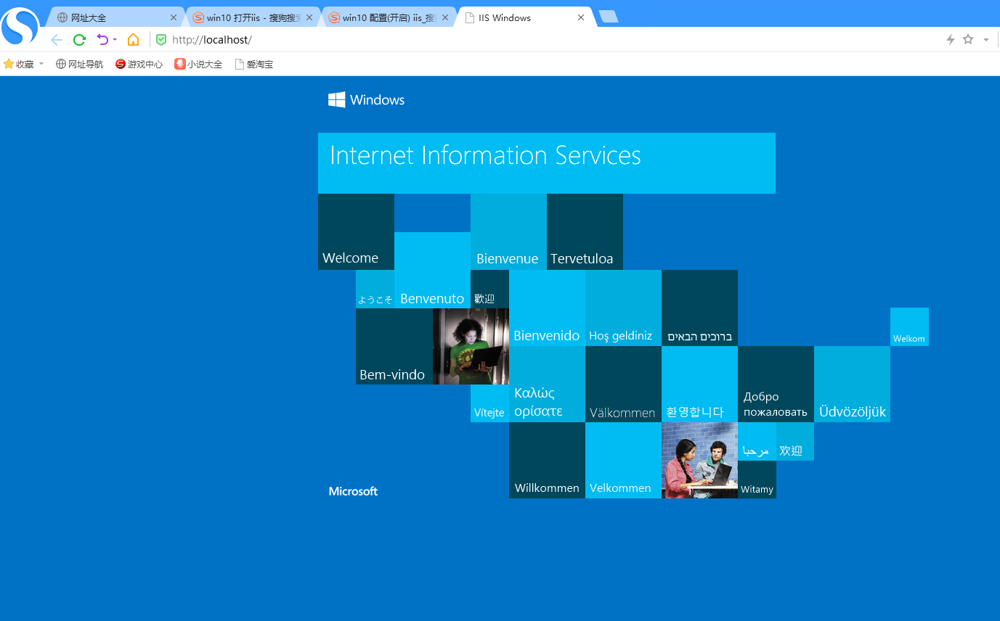 网址大全
win10 打开iis - 搜狗搜
win10 配置(开启) iis_搜
IIS Windows
http://localhost/
收藏
网址导航
游戏中心
小说大全
爱淘宝
Windows
Internet Information Services
Welcome
Bienvenue
Tervetuloa
ようこそ
Benvenuto
歡迎
Bienvenido
Hoş geldiniz
ברוכים הבאים
Welkom
Bem-vindo
Vítejte
Καλώς
ορίσατε
Välkommen
환영합니다
Добро
пожаловать
Üdvözöljük
مرحبا
欢迎
Willkommen
Velkommen
Witamy
Microsoft